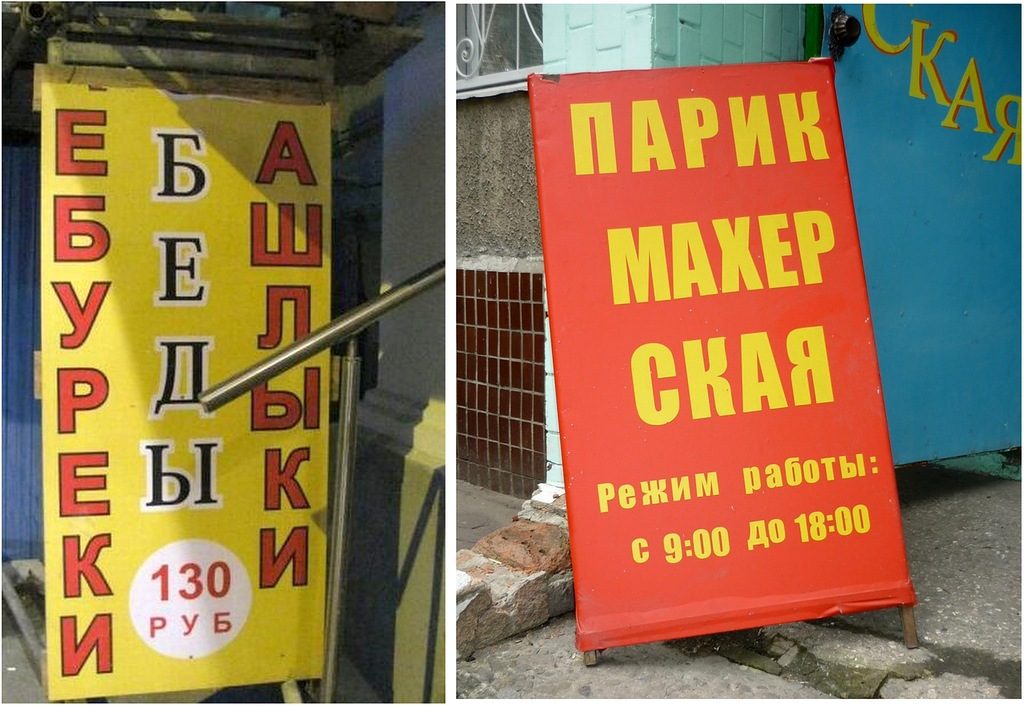 ЕБУРЕКИ
БЕДЫ
АШЛЫКИ
130
РУБ
ПАРИК
МАХЕР
СКАЯ
Режим работы:
с 9:00 до 18:00
СКАЯ